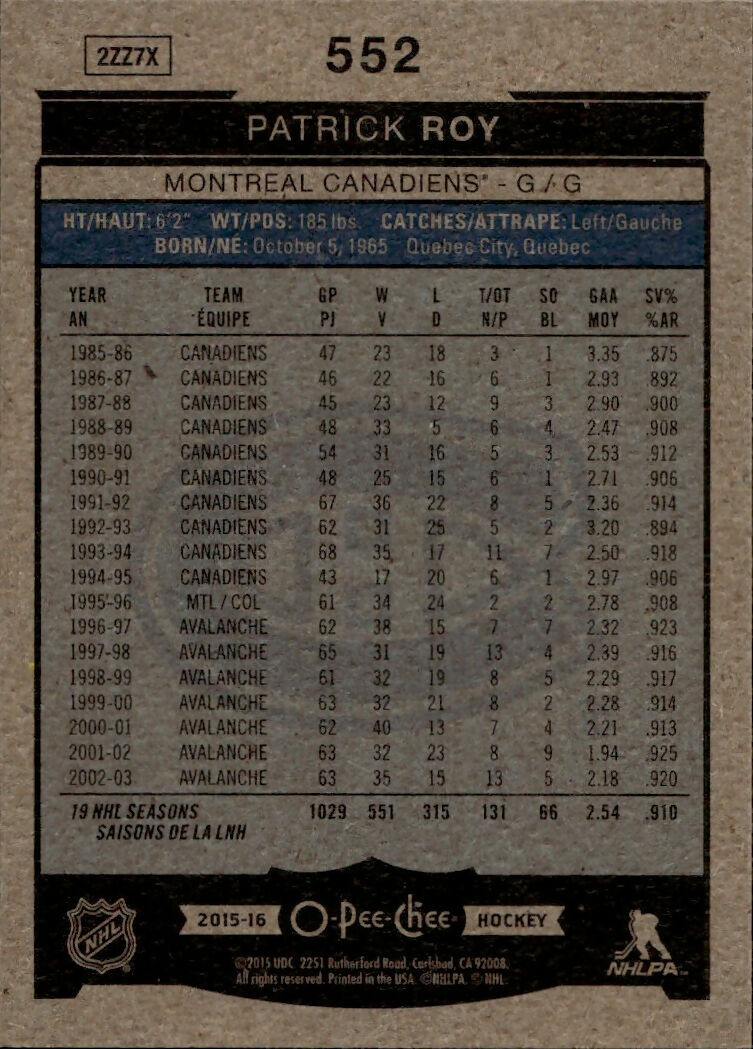 2ZZ7X 552
PATRICK ROY
MONTREAL CANADIENS® - G / G
HT/HAUT: 6'2" WT/PDS: 185 lbs. CATCHES/ATTRAPE: Left/Gauche
BORN/NÉ: October 5, 1965 Quebec City, Quebec
YEAR TEAM GP W L T/OT SO GAA SV%
AN ÉQUIPE PJ V D N/P BL MOY %AR
1985-86 CANADIENS 47 23 18 3 1 3.35 .875
1986-87 CANADIENS 46 22 16 6 1 2.93 .892
1987-88 CANADIENS 45 23 12 9 3 2.90 .900
1988-89 CANADIENS 48 33 5 6 4 2.47 .908
1989-90 CANADIENS 54 31 16 5 3 2.53 .912
1990-91 CANADIENS 48 25 15 6 1 2.71 .906
1991-92 CANADIENS 67 36 22 8 5 2.36 .914
1992-93 CANADIENS 62 31 25 5 2 3.20 .894
1993-94 CANADIENS 68 35 17 11 7 2.50 .918
1994-95 CANADIENS 43 17 20 6 1 2.97 .906
1995-96 MTL / COL 61 34 24 2 2 2.78 .908
1996-97 AVALANCHE 62 38 15 7 7 2.32 .923
1997-98 AVALANCHE 65 31 19 13 4 2.39 .916
1998-99 AVALANCHE 61 32 19 8 5 2.29 .917
1999-00 AVALANCHE 63 32 21 8 2 2.28 .914
2000-01 AVALANCHE 62 40 13 7 4 2.21 .913
2001-02 AVALANCHE 63 32 23 8 9 1.94 .925
2002-03 AVALANCHE 63 35 15 13 5 2.18 .920
19 NHL SEASONS 1029 551 315 131 66 2.54 .910
SAISONS DE LA LNH
NHL 2015-16 O-Pee-Chee HOCKEY NHLPA
©2015 UDC. 2251 Rutherford Road, Carlsbad, CA 92008.
All rights reserved. Printed in the USA. ©NHLPA. © NHL.